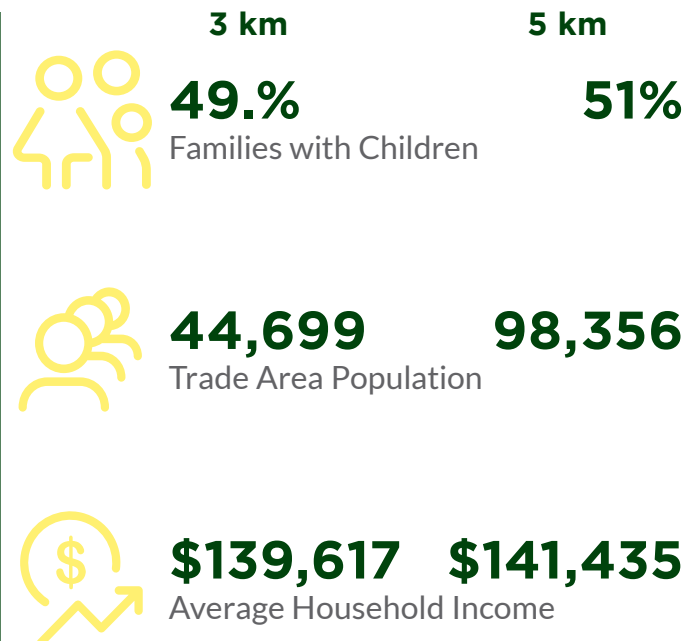 3 km 5 km
49.% 51%
Families with Children
44,699 98,356
Trade Area Population
$
$139,617 $141,435
Average Household Income